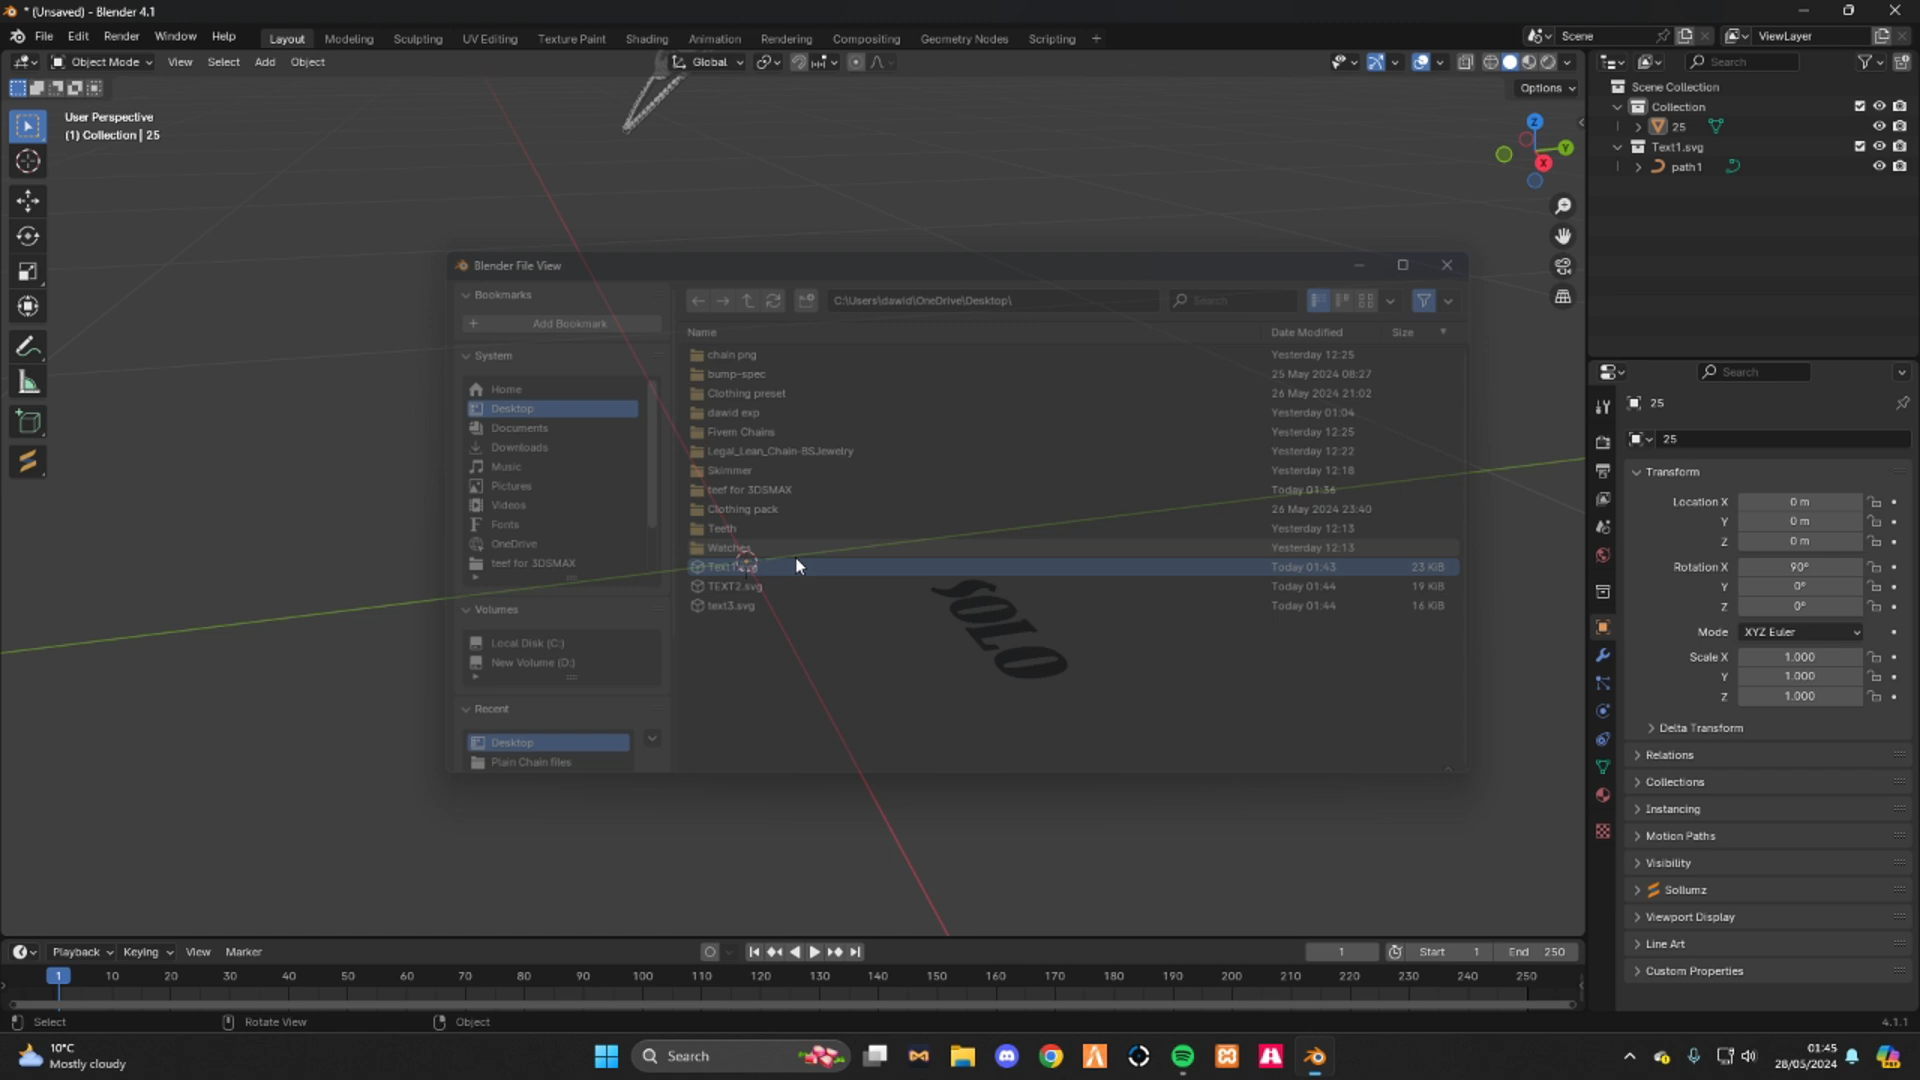 * (Unsaved) - Blender 4.1
File Edit Render Window Help
Layout Modeling Sculpting UV Editing Texture Paint Shading Animation Rendering Compositing Geometry Nodes Scripting +
Scene
ViewLayer
Object Mode View Select Add Object
Global
Options
User Perspective
(1) Collection | 25
Z
Y
X
Search
Scene Collection
Collection
25
Text1.svg
path1
Blender File View
Bookmarks
Add Bookmark
System
Home
Desktop
Documents
Downloads
Music
Pictures
Videos
Fonts
OneDrive
teef for 3DSMAX
Volumes
Local Disk (C:)
New Volume (D:)
Recent
Desktop
Plain Chain files
C:\Users\dawid\OneDrive\Desktop\
Search
Name Date Modified Size
chain png Yesterday 12:25
bump-spec 25 May 2024 08:27
Clothing preset 26 May 2024 21:02
dawid exp Yesterday 01:04
Fivem Chains Yesterday 12:25
Legal_Lean_Chain-BSJewelry Yesterday 12:22
Skimmer Yesterday 12:18
teef for 3DSMAX Today 01:36
Clothing pack 26 May 2024 23:40
Teeth Yesterday 12:13
Watches Yesterday 12:13
Text1 Today 01:43 23 KiB
TEXT2.svg Today 01:44 19 KiB
text3.svg Today 01:44 16 KiB
SOLO
Search
25
25
Transform
Location X 0 m
Y 0 m
Z 0 m
Rotation X 90°
Y 0°
Z 0°
Mode XYZ Euler
Scale X 1.000
Y 1.000
Z 1.000
Delta Transform
Relations
Collections
Instancing
Motion Paths
Visibility
Sollumz
Viewport Display
Line Art
Custom Properties
Playback Keying View Marker
1 Start 1 End 250
1 10 20 30 40 50 60 70 80 90 100 110 120 130 140 150 160 170 180 190 200 210 220 230 240 250
Select Rotate View Object
4.1.1
10°C
Mostly cloudy
Search
01:45
28/05/2024